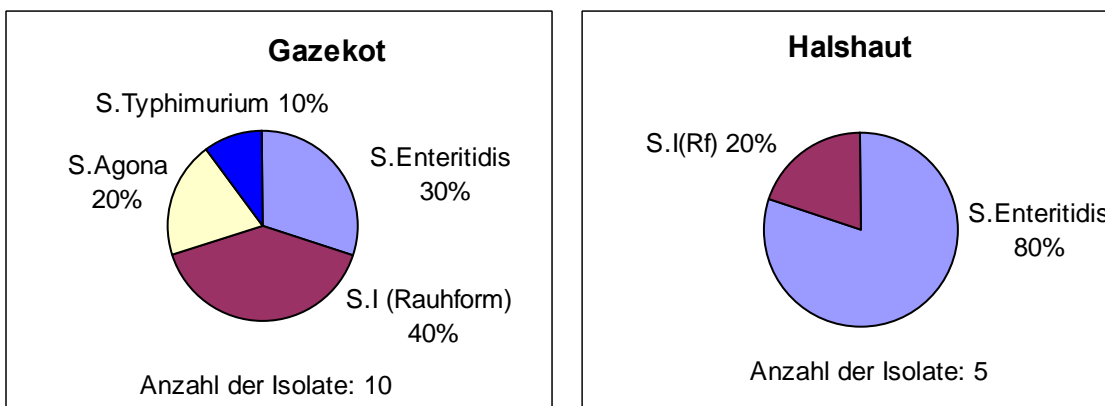 Gazekot
S.Typhimurium 10%
S.Enteritidis
30%
S.Agona
20%
S.I (Rauhform)
40%
Anzahl der Isolate: 10
Halshaut
S.I(Rf) 20%
S.Enteritidis
80%
Anzahl der Isolate: 5